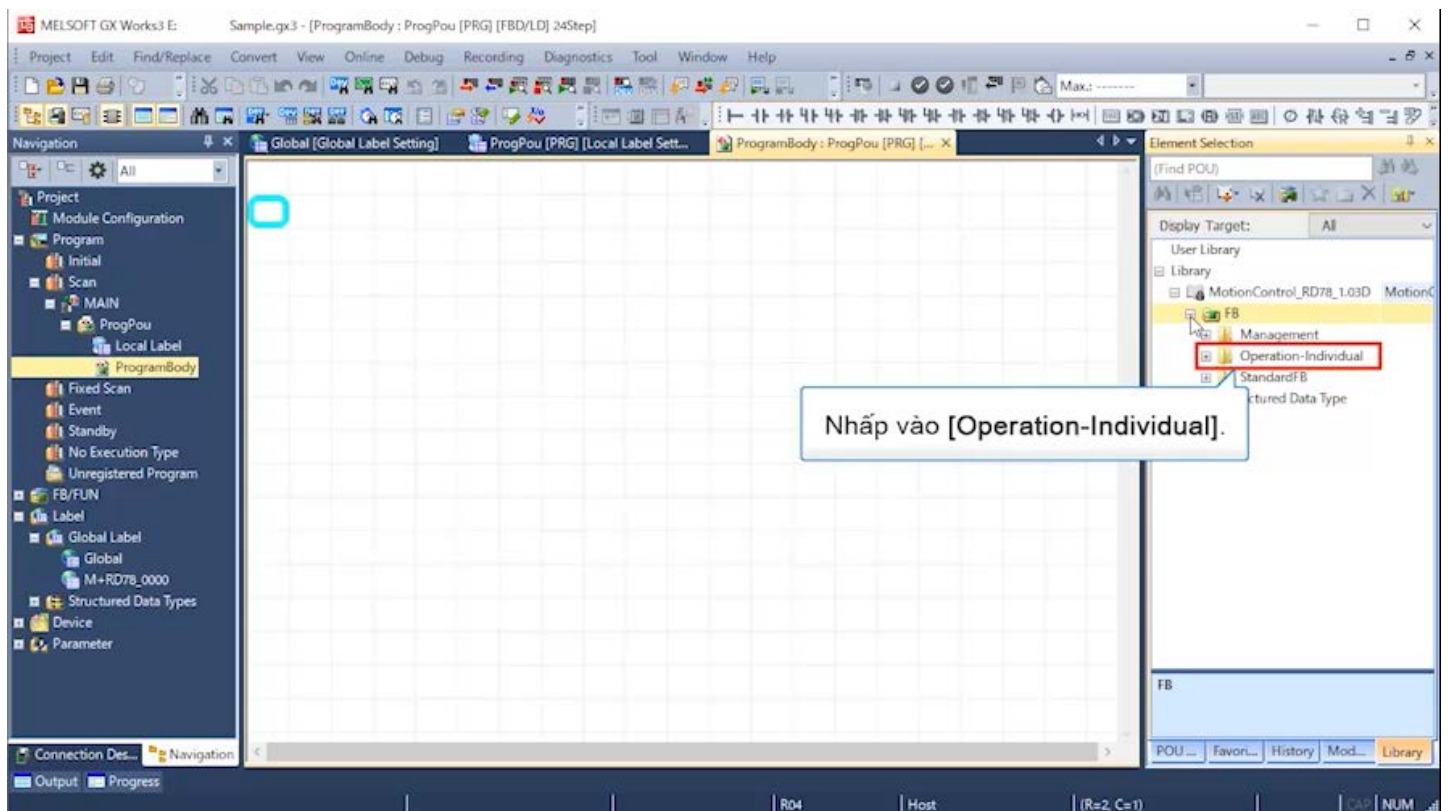 MELSOFT GX Works3 E: Sample.gx3 - [ProgramBody : ProgPou [PRG] [FBD/LD] 24Step]
Project Edit Find/Replace Convert View Online Debug Recording Diagnostics Tool Window Help
Max.: --------
Navigation
Global [Global Label Setting]
ProgPou [PRG] [Local Label Sett...
ProgramBody : ProgPou [PRG] [...
Element Selection
All
(Find POU)
Project
Module Configuration
Program
Initial
Scan
MAIN
ProgPou
Local Label
ProgramBody
Fixed Scan
Event
Standby
No Execution Type
Unregistered Program
FB/FUN
Label
Global Label
Global
M+RD78_0000
Structured Data Types
Device
Parameter
Display Target: All
User Library
Library
MotionControl_RD78_1.03D MotionC
FB
Management
Operation-Individual
StandardFB
ctured Data Type
Nhấp vào [Operation-Individual].
FB
Connection Des... Navigation
POU ... Favori... History Mod... Library
Output Progress
R04 Host (R=2, C=1) CAP NUM